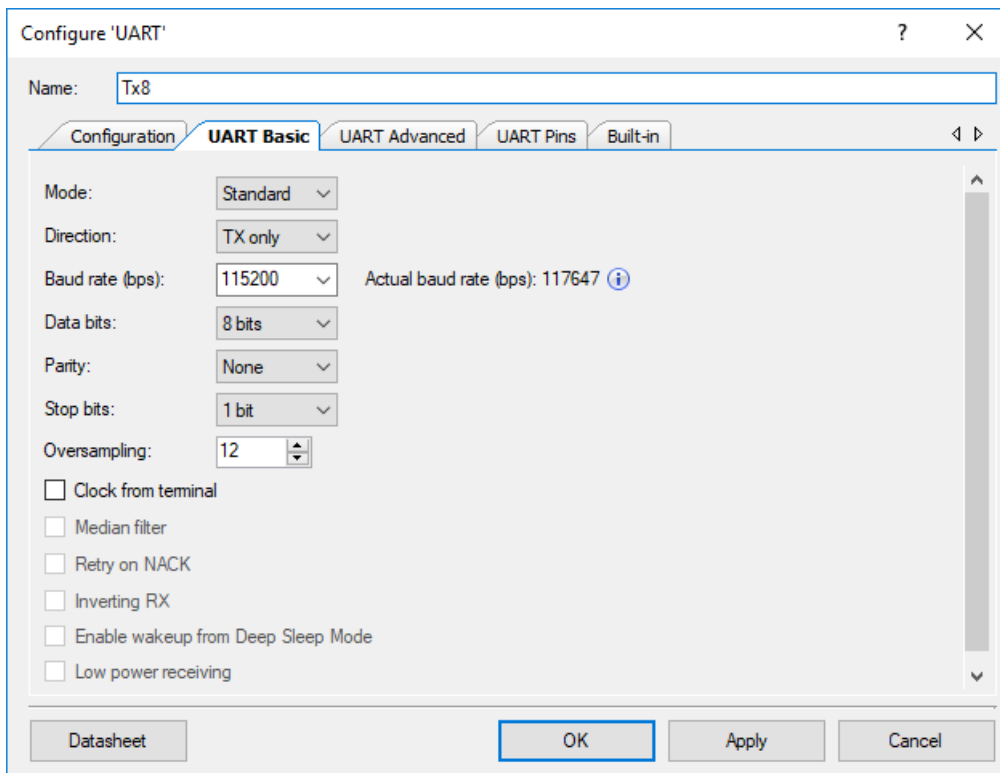 Configure 'UART' ?
Name: Tx8
Configuration UART Basic UART Advanced UART Pins Built-in
Mode: Standard
Direction: TX only
Baud rate (bps): 115200 Actual baud rate (bps): 117647
Data bits: 8 bits
Parity: None
Stop bits: 1 bit
Oversampling: 12
Clock from terminal
Median filter
Retry on NACK
Inverting RX
Enable wakeup from Deep Sleep Mode
Low power receiving
Datasheet OK Apply Cancel